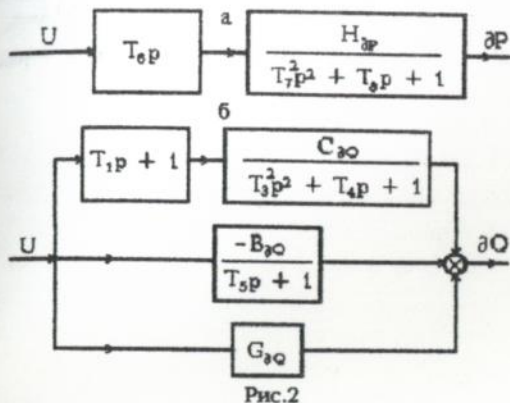 а
U
T₆p
H∂P
T₇²p² + T₈p + 1
∂P
б
T₁p + 1
C∂Q
T₃²p² + T₄p + 1
U
-B∂Q
T₅p + 1
∂Q
G∂Q
Рис.2